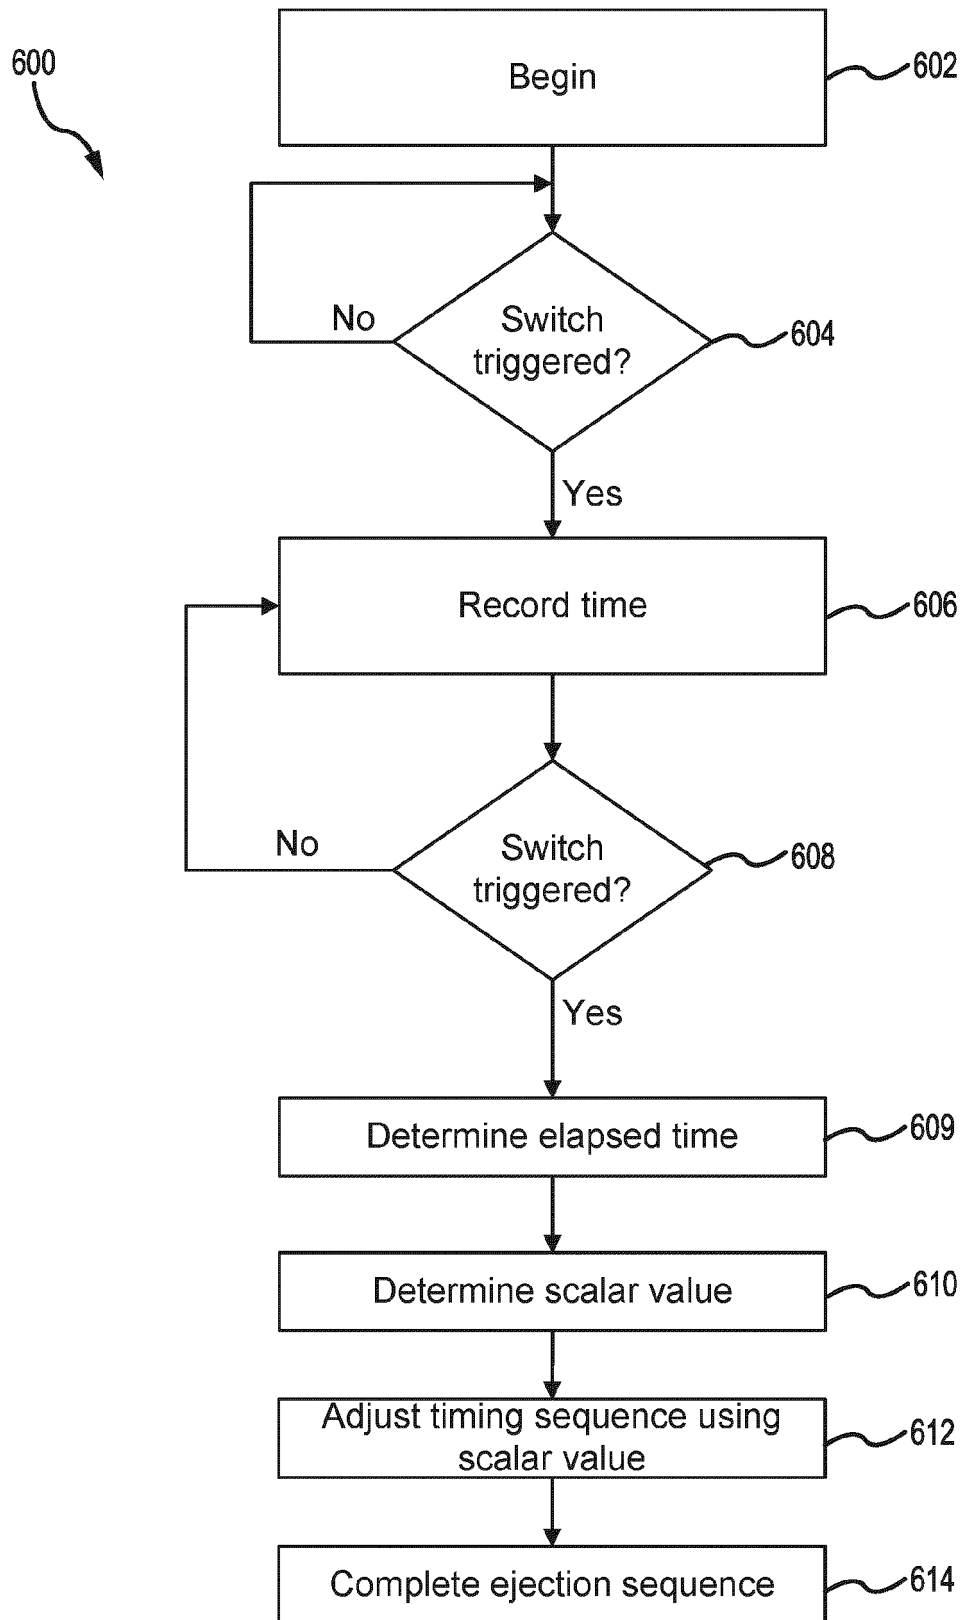 600
Begin
602
No
Switch
triggered?
604
Yes
Record time
606
No
Switch
triggered?
608
Yes
Determine elapsed time
609
Determine scalar value
610
Adjust timing sequence using
scalar value
612
Complete ejection sequence
614